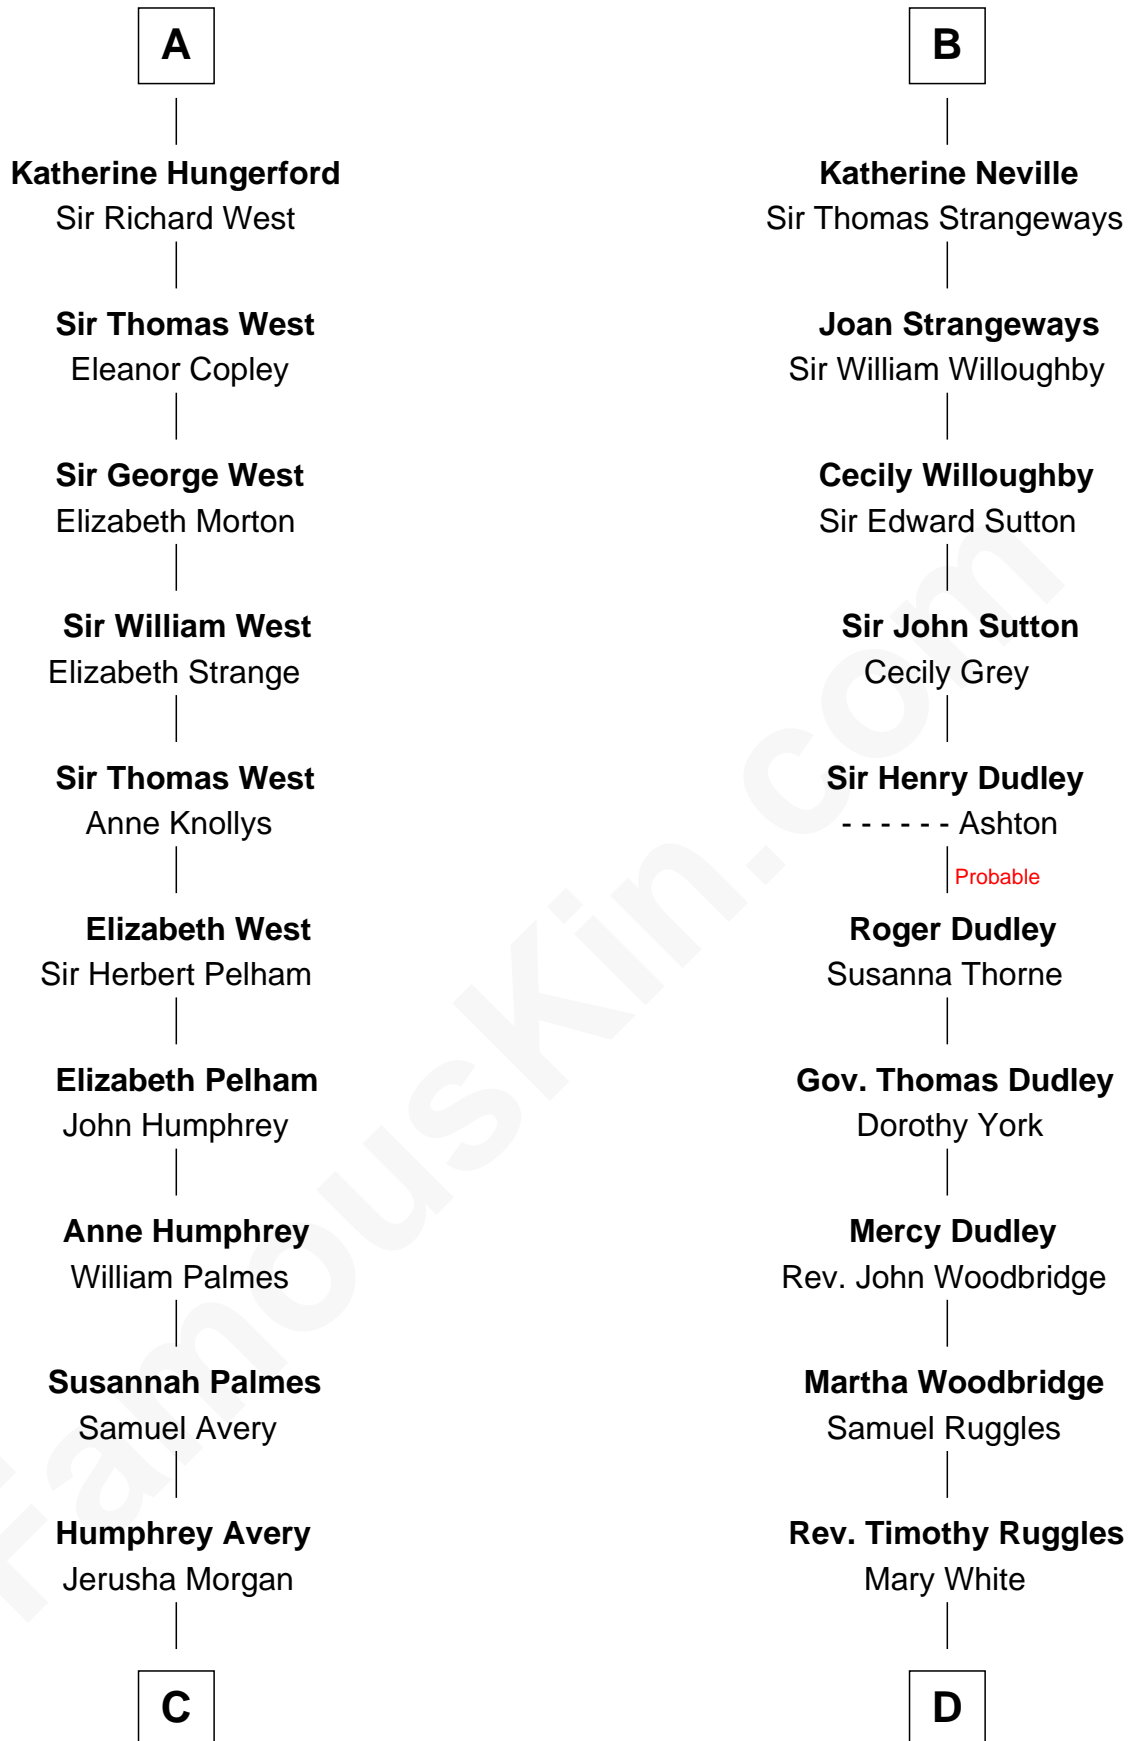 A
Katherine Hungerford
Sir Richard West
Sir Thomas West
Eleanor Copley
Sir George West
Elizabeth Morton
Sir William West
Elizabeth Strange
Sir Thomas West
Anne Knollys
Elizabeth West
Sir Herbert Pelham
Elizabeth Pelham
John Humphrey
Anne Humphrey
William Palmes
Susannah Palmes
Samuel Avery
Humphrey Avery
Jerusha Morgan
C
B
Katherine Neville
Sir Thomas Strangeways
Joan Strangeways
Sir William Willoughby
Cecily Willoughby
Sir Edward Sutton
Sir John Sutton
Cecily Grey
Sir Henry Dudley
- - - - - - Ashton
Probable
Roger Dudley
Susanna Thorne
Gov. Thomas Dudley
Dorothy York
Mercy Dudley
Rev. John Woodbridge
Martha Woodbridge
Samuel Ruggles
Rev. Timothy Ruggles
Mary White
D
FamousKin.com